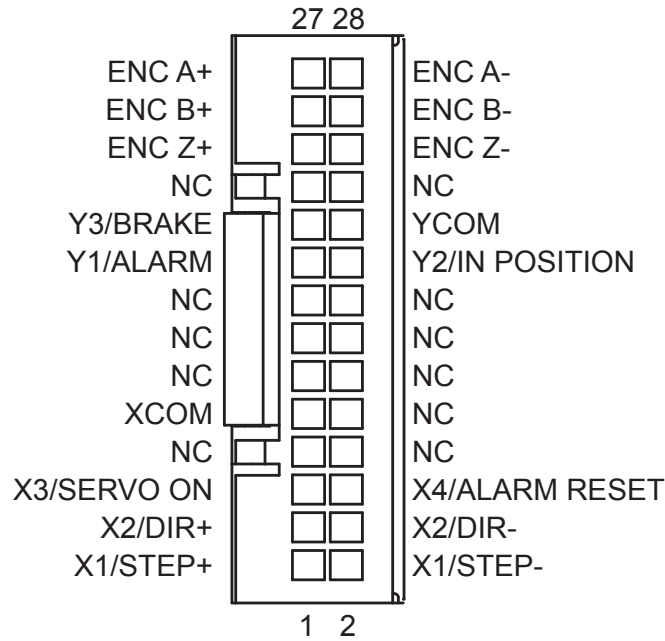 27 28
ENC A+ ENC A-
ENC B+ ENC B-
ENC Z+ ENC Z-
NC NC
Y3/BRAKE YCOM
Y1/ALARM Y2/IN POSITION
NC NC
NC NC
NC NC
XCOM NC
NC NC
X3/SERVO ON X4/ALARM RESET
X2/DIR+ X2/DIR-
X1/STEP+ X1/STEP-
1 2